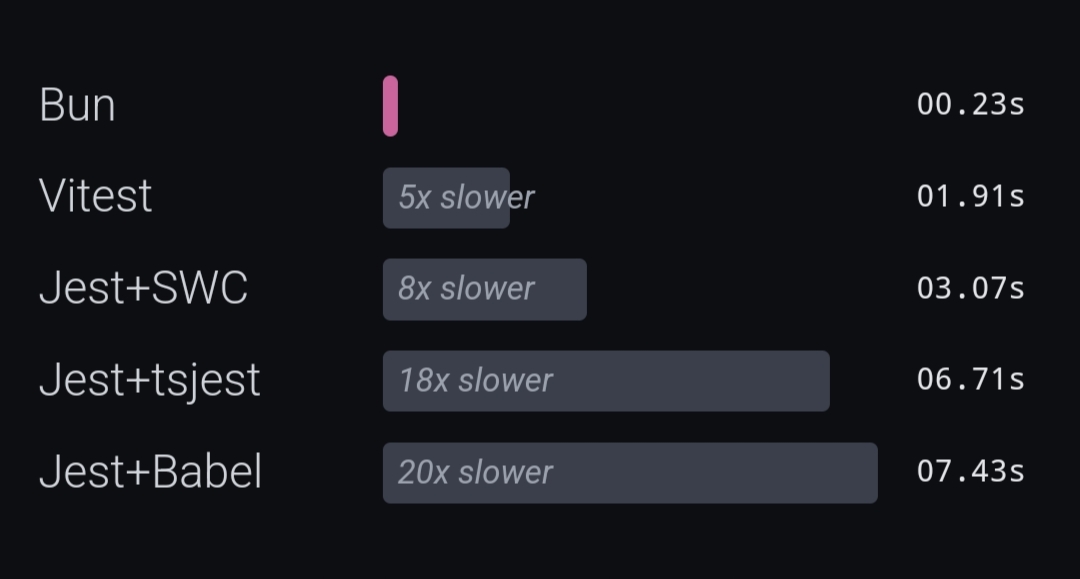 Bun 00.23s
Vitest 5x slower 01.91s
Jest+SWC 8x slower 03.07s
Jest+tsjest 18x slower 06.71s
Jest+Babel 20x slower 07.43s